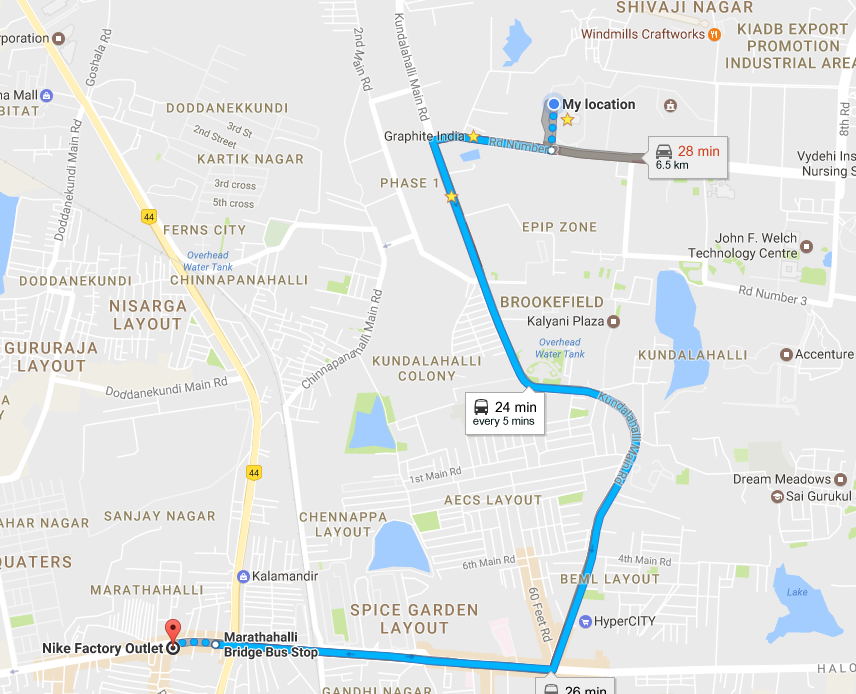 SHIVAJI NAGAR
Windmills Craftworks
KIADB EXPORT
PROMOTION
INDUSTRIAL AREA
rporation
Goshala Rd
2nd Main Rd
Kundalahalli Main Rd
na Mall
BITAT
DODDANEKKUNDI
3rd St
2nd Street
KARTIK NAGAR
My location
Graphite India
Rd Number
28 min
6.5 km
8th Rd
Vydehi Ins
Nursing S
Doddanekundi Main Rd
3rd cross
5th cross
PHASE 1
44
FERNS CITY
EPIP ZONE
John F. Welch
Technology Centre
Overhead
Water Tank
CHINNAPANAHALLI
DODDANEKUNDI
Rd Number 3
NISARGA
LAYOUT
BROOKEFIELD
Kalyani Plaza
Chinnapanahalli Main Rd
GURURAJA
LAYOUT
Overhead
Water Tank
KUNDALAHALLI
Accenture
KUNDALAHALLI
COLONY
Doddanekundi Main Rd
A
Y
24 min
every 5 mins
Kundalahalli Main Rd
44
1st Main Rd
Dream Meadows
Sai Gurukul
AECS LAYOUT
AHAR NAGAR
SANJAY NAGAR
CHENNAPPA
LAYOUT
QUATERS
6th Main Rd
4th Main Rd
Kalamandir
BEML LAYOUT
MARATHAHALLI
60 Feet Rd
Lake
SPICE GARDEN
LAYOUT
HyperCITY
Nike Factory Outlet
Marathahalli
Bridge Bus Stop
HALO
GANDHI NAGAR
26 min